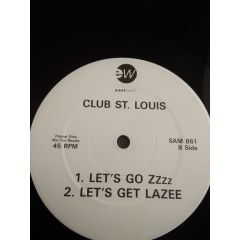 ew
eastwest
CLUB ST. LOUIS
Promo Only
Not For Resale
45 RPM
SAM 861
B Side
1. LET'S GO ZZzz
2. LET'S GET LAZEE